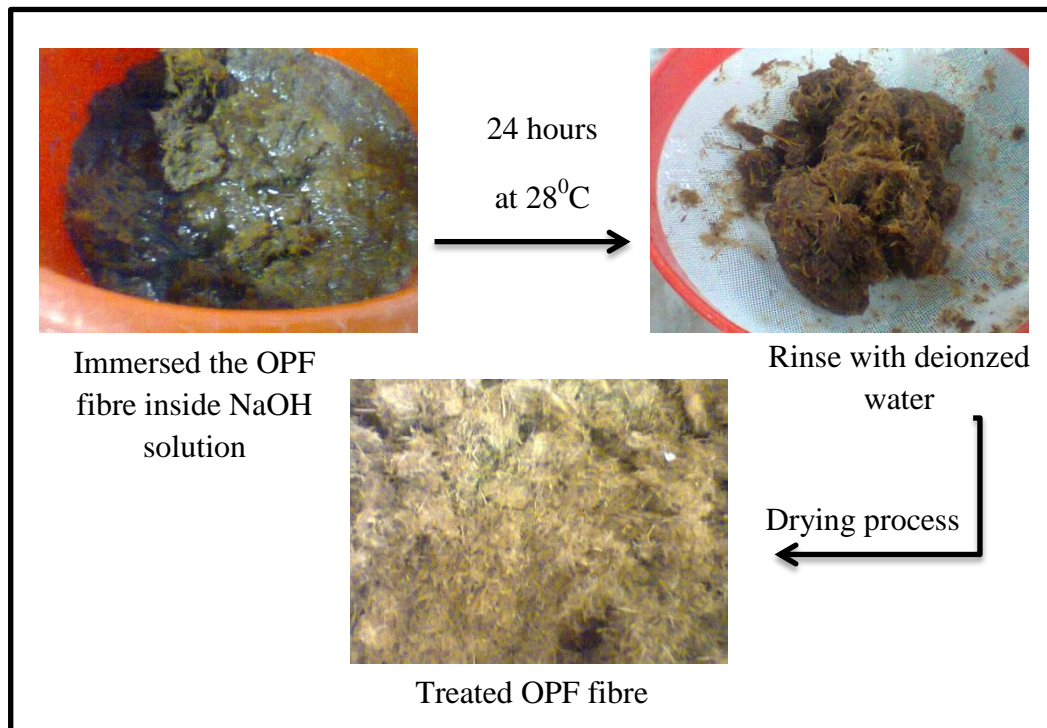 24 hours
at 28⁰C
Immersed the OPF
fibre inside NaOH
solution
Rinse with deionzed
water
Drying process
Treated OPF fibre